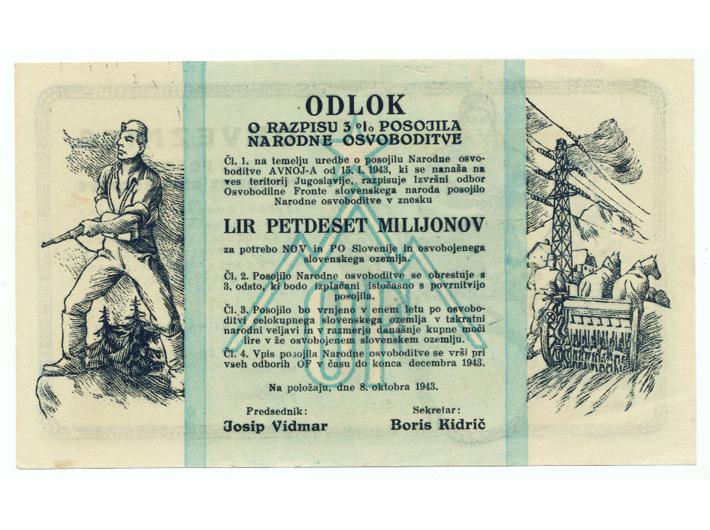 ODLOK
O RAZPISU 3 o/o POSOJILA
NARODNE OSVOBODITVE
Čl. 1. na temelju uredbe o posojilu Narodne osvo-
boditve AVNOJ-A od 15. I. 1943, ki se nanaša na
ves teritorij Jugoslavije, razpisuje Izvršni odbor
Osvobodilne Fronte slovenskega naroda posojilo
Narodne osvoboditve v znesku
LIR PETDESET MILIJONOV
za potrebo NOV in PO Slovenije in osvobojenega
slovenskega ozemlja.
Čl. 2. Posojilo Narodne osvoboditve se obrestuje s
3. odsto, ki bodo izplačani istočasno s povrnitvijo
posojila.
Čl. 3. Posojilo bo vrnjeno v enem letu po osvobo-
ditvi celokupnega slovenskega ozemlja v takratni
narodni veljavi in v razmerju današnje kupne moči
lire v že osvobojenem slovenskem ozemlju.
Čl. 4. Vpis posojila Narodne osvoboditve se vrši pri
vseh odborih OF v času do konca decembra 1943.
Na položaju, dne 8. oktobra 1943.
Predsednik: Sekretar:
Josip Vidmar Boris Kidrič